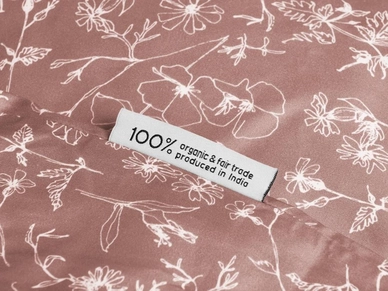 100% organic & fair trade
produced in India